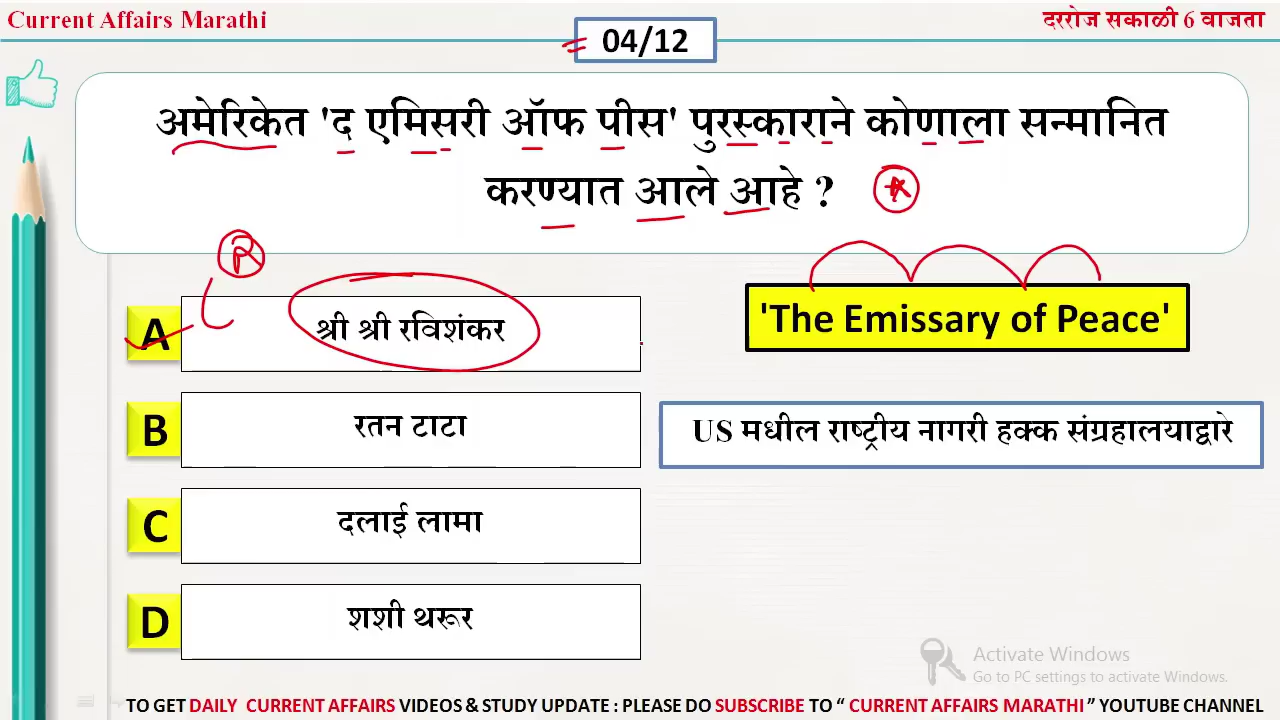 Current Affairs Marathi
दररोज सकाळी 6 वाजता
04/12
अमेरिकेत 'द एमिसरी ऑफ पीस' पुरस्काराने कोणाला सन्मानित
करण्यात आले आहे ?
R
A
श्री श्री रविशंकर
'The Emissary of Peace'
B
रतन टाटा
US मधील राष्ट्रीय नागरी हक्क संग्रहालयाद्वारे
C
दलाई लामा
D
शशी थरूर
Activate Windows
Go to PC settings to activate Windows.
TO GET DAILY CURRENT AFFAIRS VIDEOS & STUDY UPDATE : PLEASE DO SUBSCRIBE TO “ CURRENT AFFAIRS MARATHI ” YOUTUBE CHANNEL